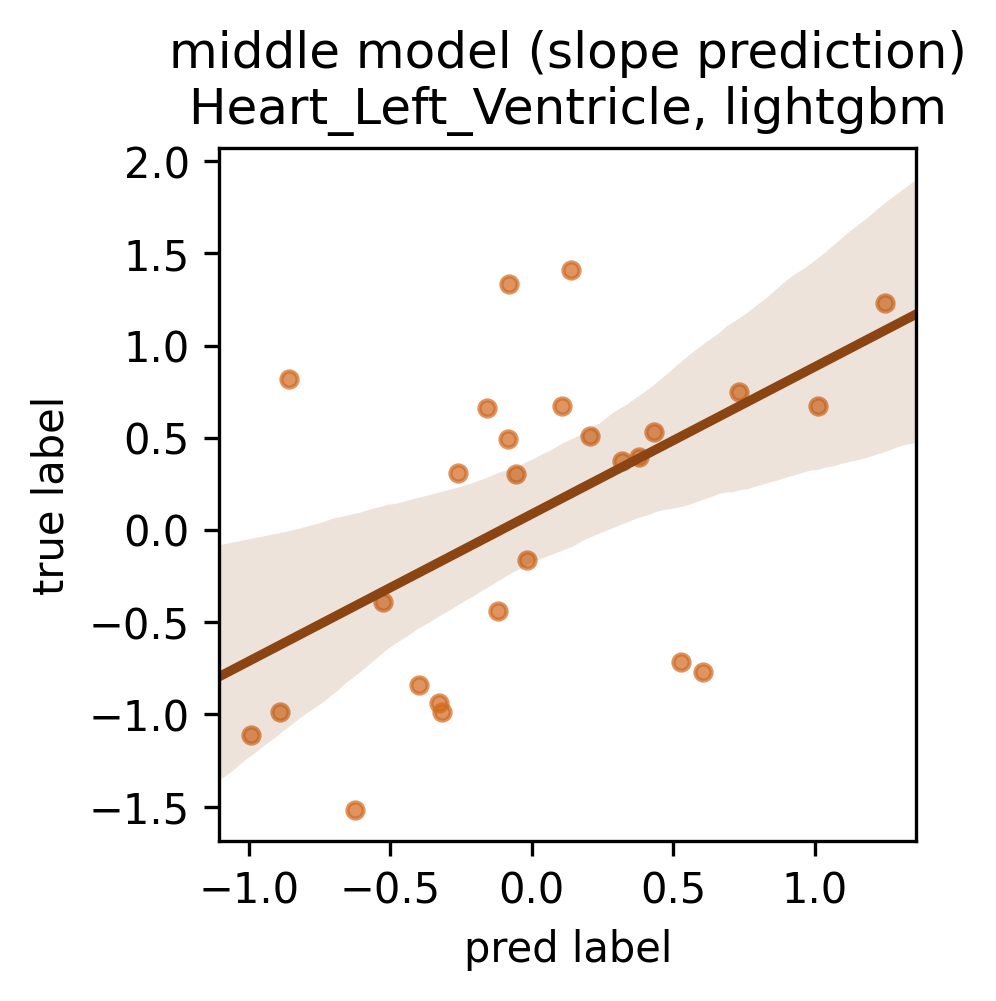 middle model (slope prediction)
Heart_Left_Ventricle, lightgbm
2.0
1.5
1.0
0.5
0.0
−0.5
−1.0
−1.5
true label
−1.0 −0.5 0.0 0.5 1.0
pred label